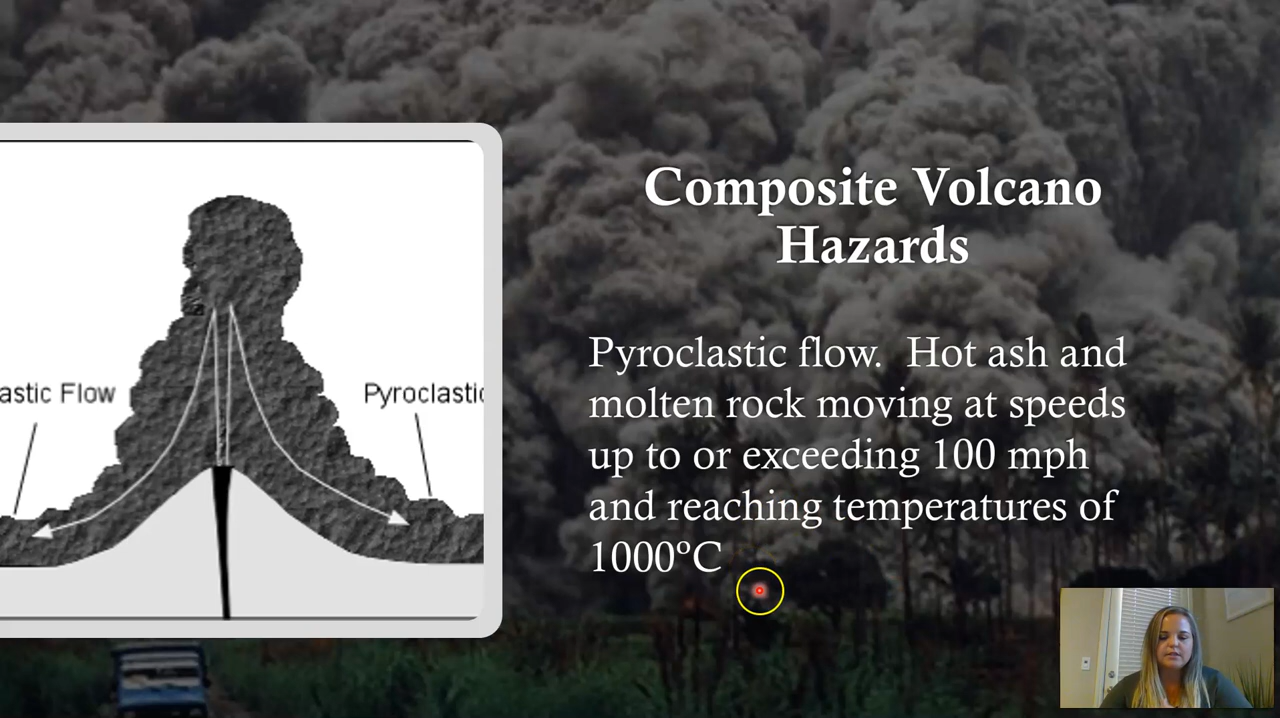 Composite Volcano
Hazards
Pyroclastic flow.  Hot ash and
molten rock moving at speeds
up to or exceeding 100 mph
and reaching temperatures of
1000°C
astic Flow
Pyroclastic